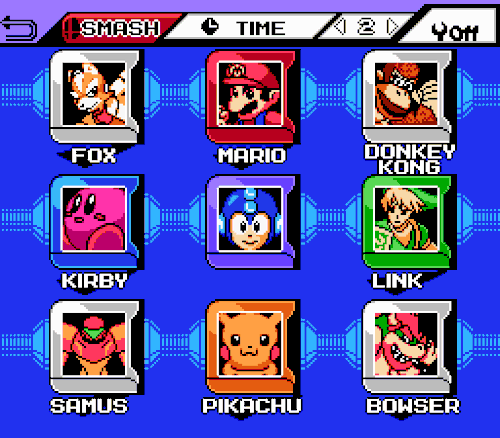 SMASH
TIME
2
Yoff
FOX
MARIO
DONKEY
KONG
KIRBY
LINK
SAMUS
PIKACHU
BOWSER